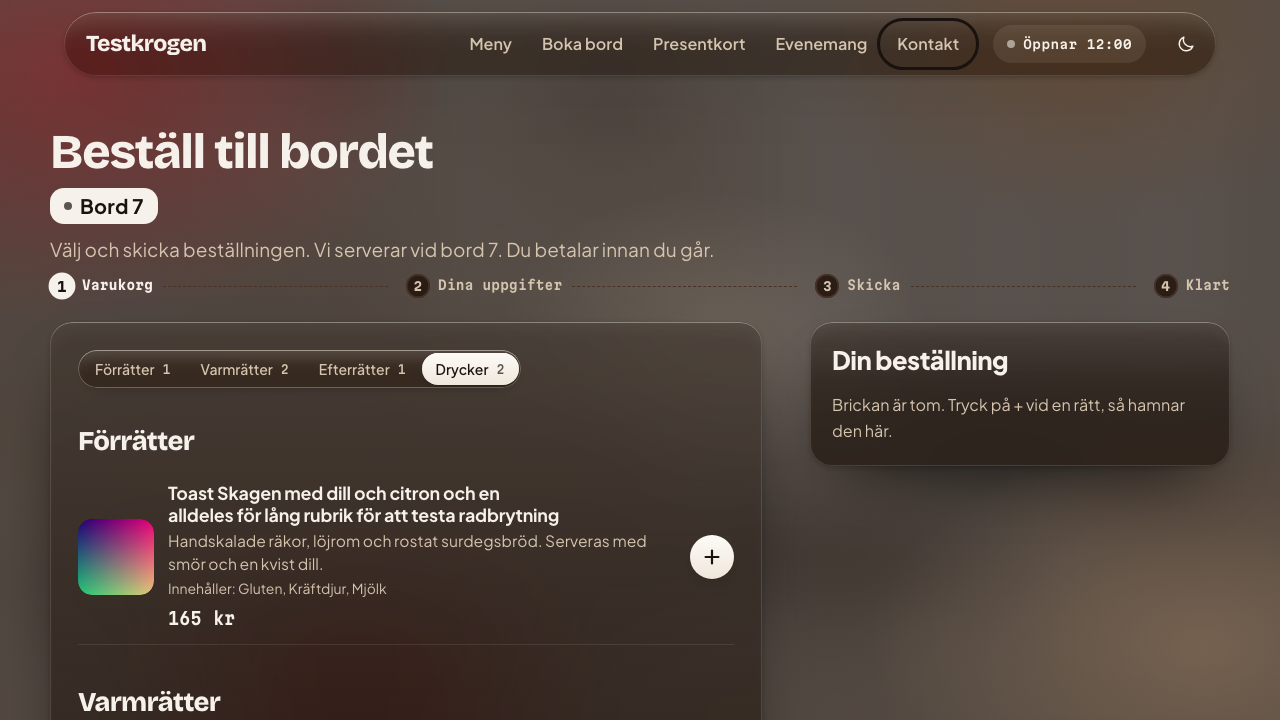 Testkrogen
Meny
Boka bord
Presentkort
Evenemang
Kontakt
Öppnar 12:00
Beställ till bordet
Bord 7
Välj och skicka beställningen. Vi serverar vid bord 7. Du betalar innan du går.
1 Varukorg
2 Dina uppgifter
3 Skicka
4 Klart
Förrätter 1
Varmrätter 2
Efterrätter 1
Drycker 2
Förrätter
Toast Skagen med dill och citron och en
alldeles för lång rubrik för att testa radbrytning
Handskalade räkor, löjrom och rostat surdegsbröd. Serveras med
smör och en kvist dill.
Innehåller: Gluten, Kräftdjur, Mjölk
165 kr
+
Varmrätter
Din beställning
Brickan är tom. Tryck på + vid en rätt, så hamnar
den här.